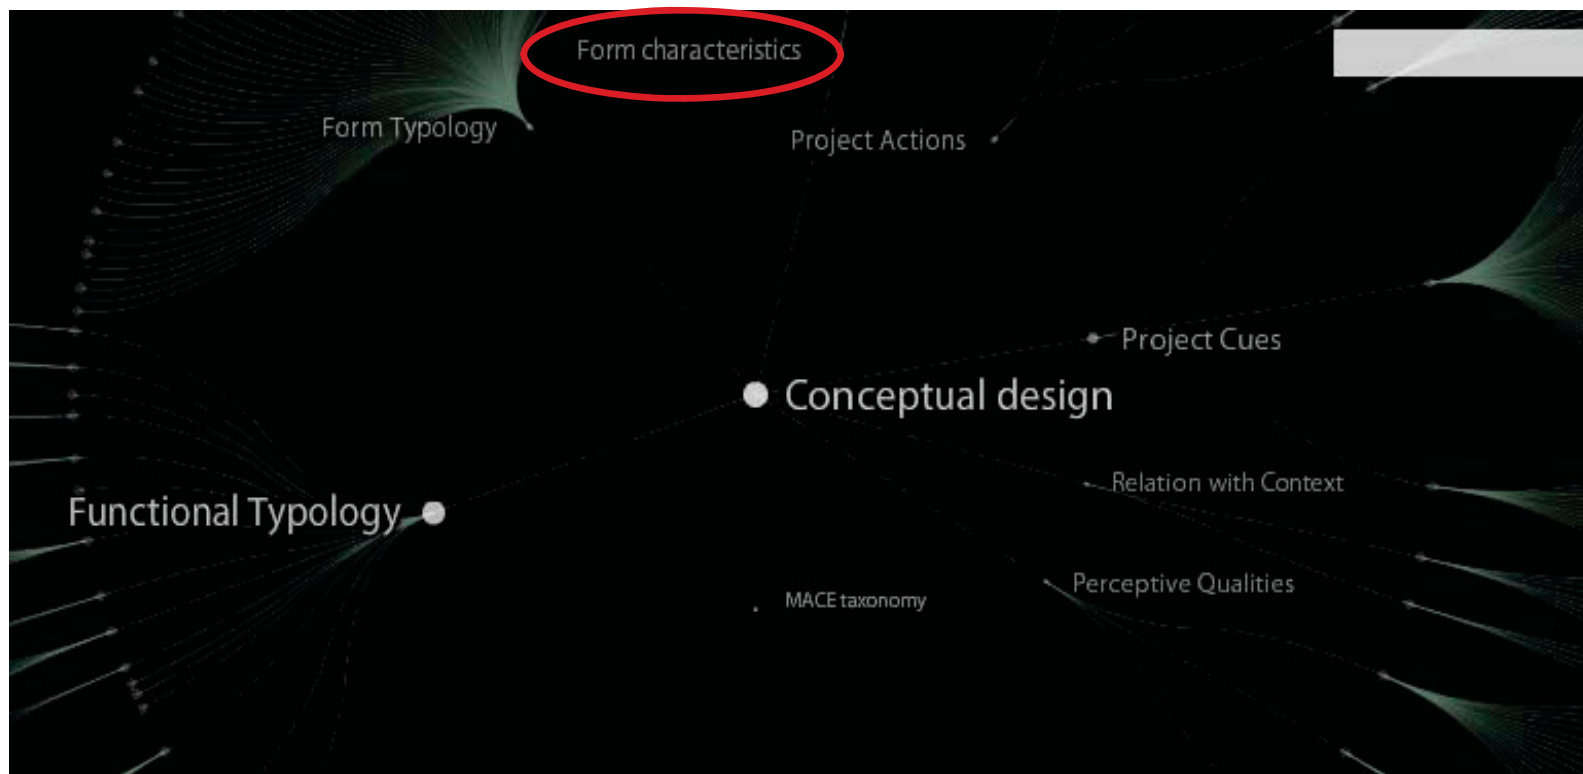 Form characteristics
Form Typology
Project Actions
Project Cues
Conceptual design
Relation with Context
Functional Typology
Perceptive Qualities
MACE taxonomy